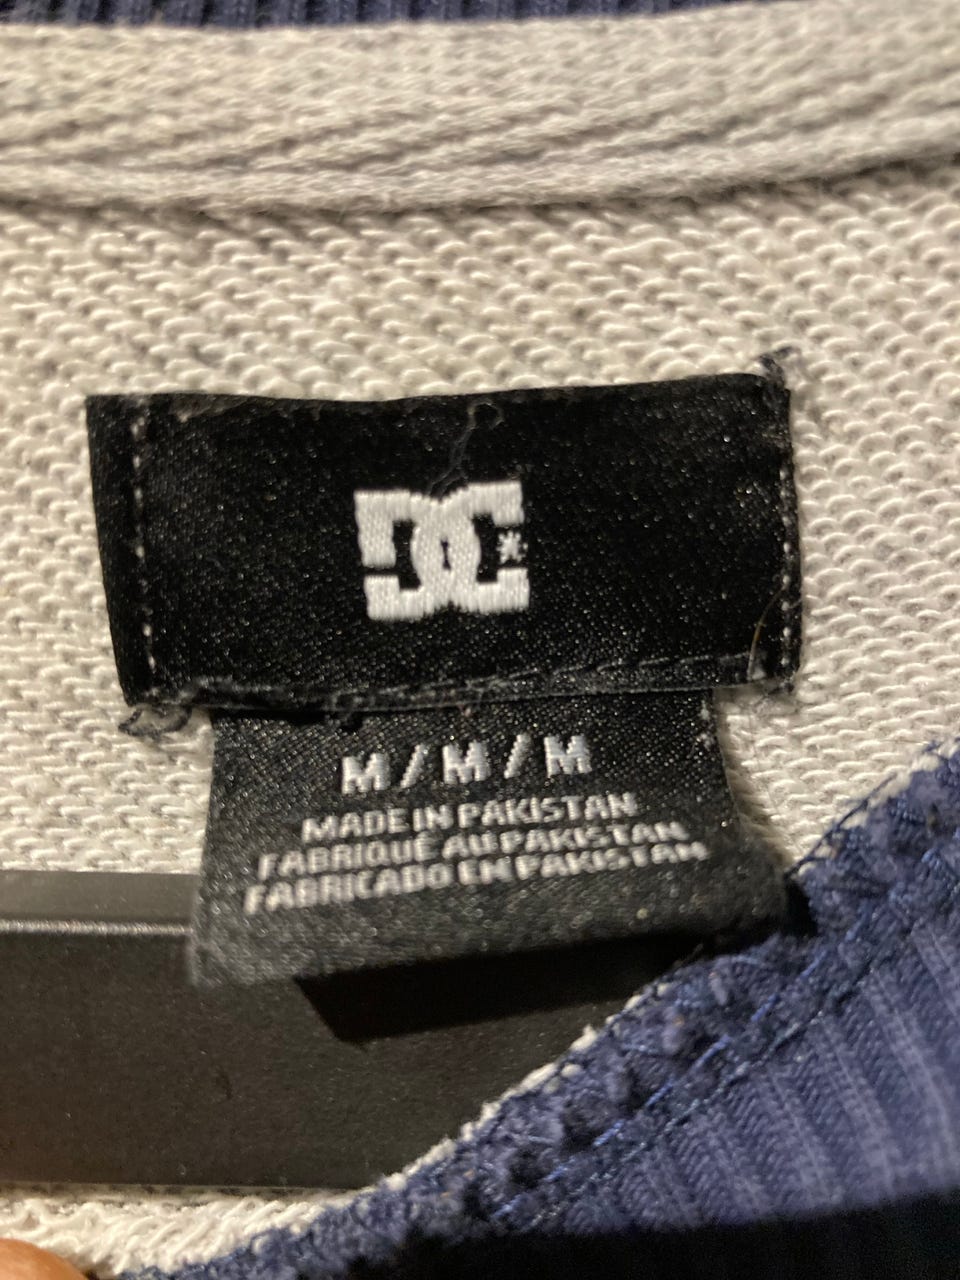 DC
M/M/M
MADE IN PAKISTAN
FABRIQUÉ AU PAKISTAN
FABRICADO EN PAKISTAN